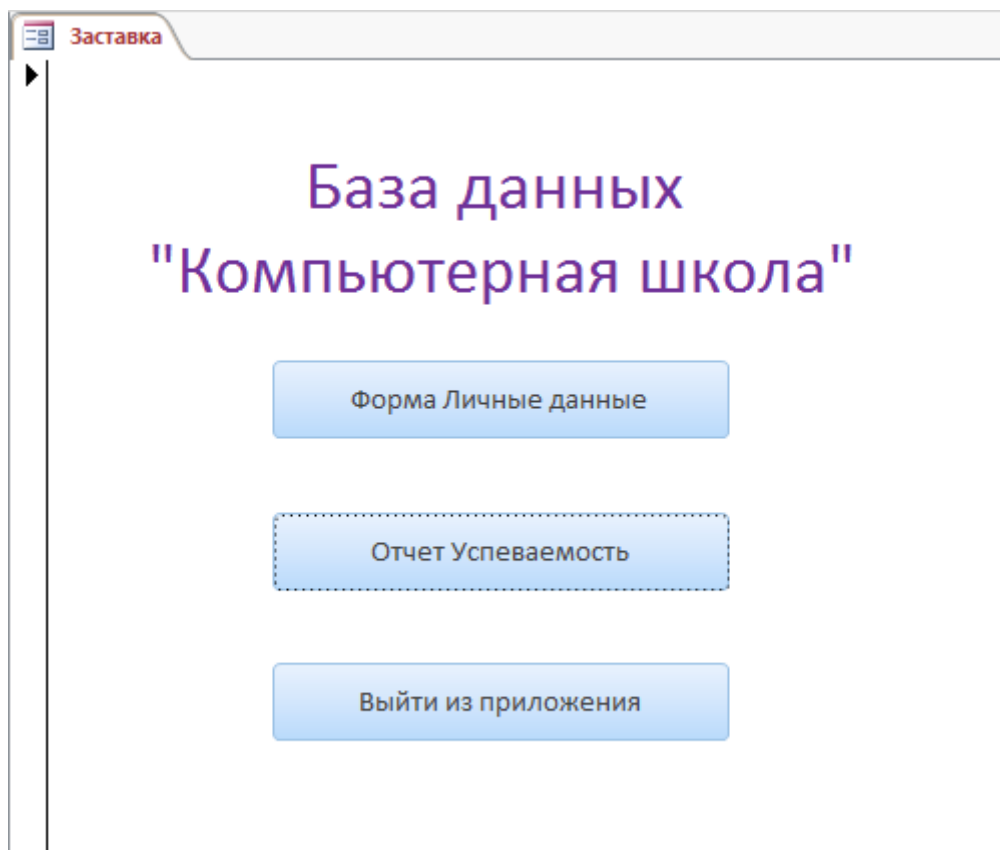 Заставка
База данных
"Компьютерная школа"
Форма Личные данные
Отчет Успеваемость
Выйти из приложения